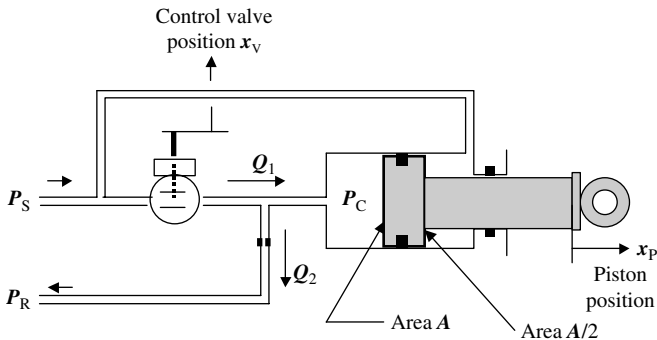 Control valve
position xV
Q1
PS
PC
xP
Q2
Piston
position
PR
Area A
Area A/2